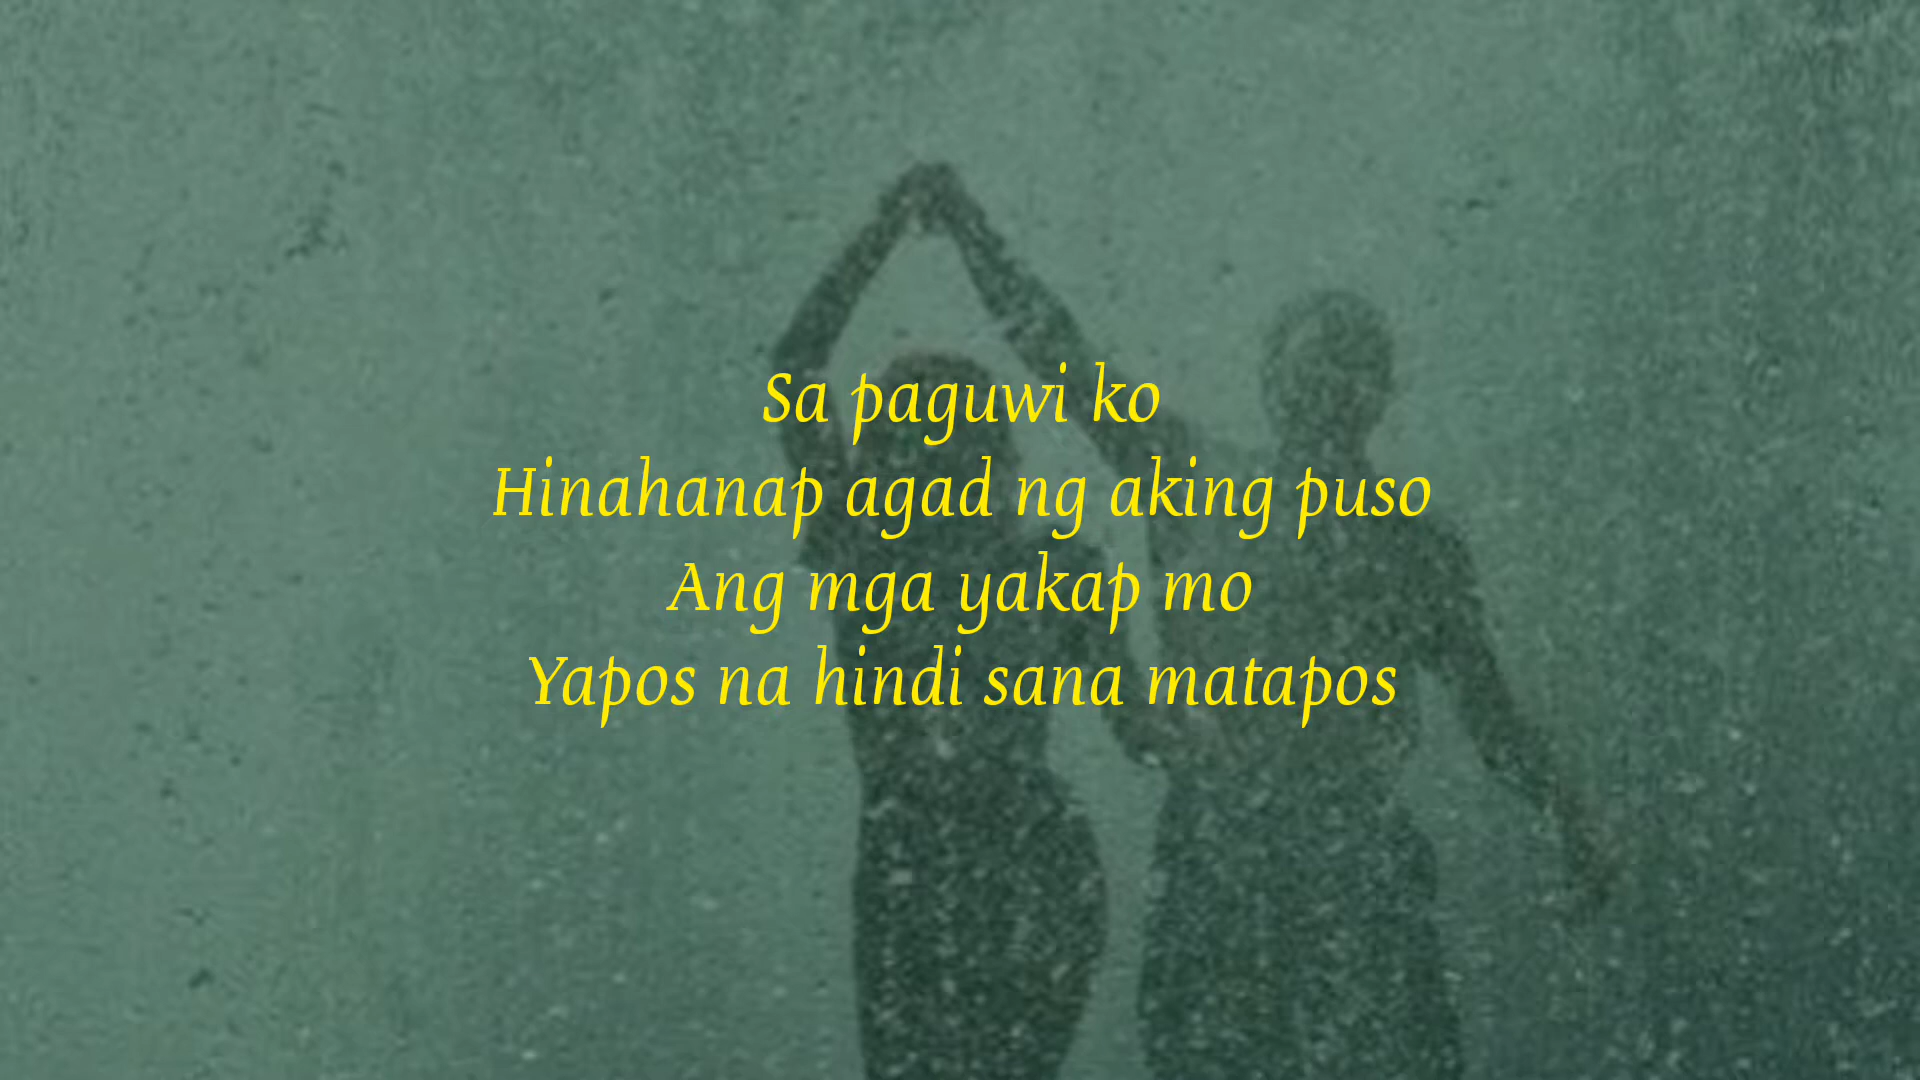 Sa paguwi ko
Hinahanap agad ng aking puso
Ang mga yakap mo
Yapos na hindi sana matapos